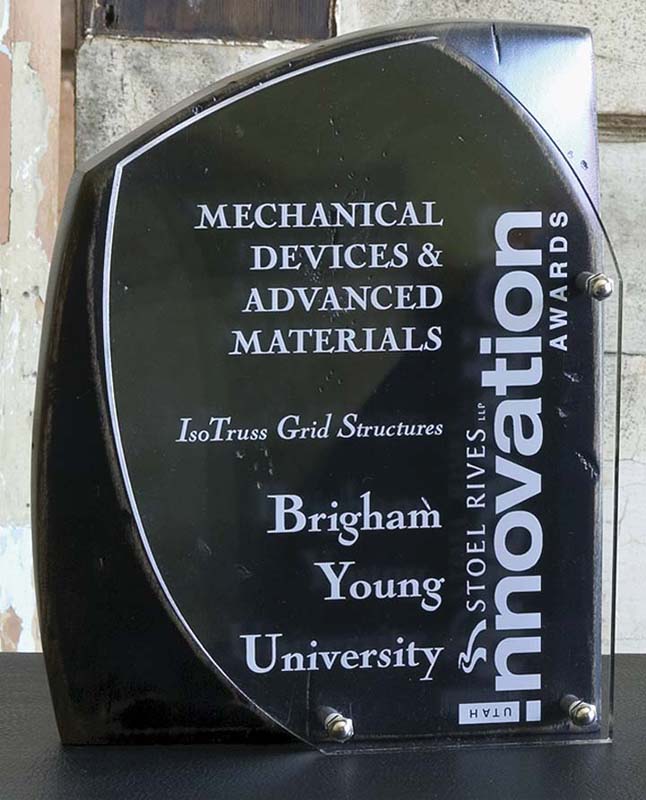 MECHANICAL
DEVICES &
ADVANCED
MATERIALS
IsoTruss Grid Structures
Brigham
Young
University
STOEL RIVES LLP
UTAH
innovation
AWARDS